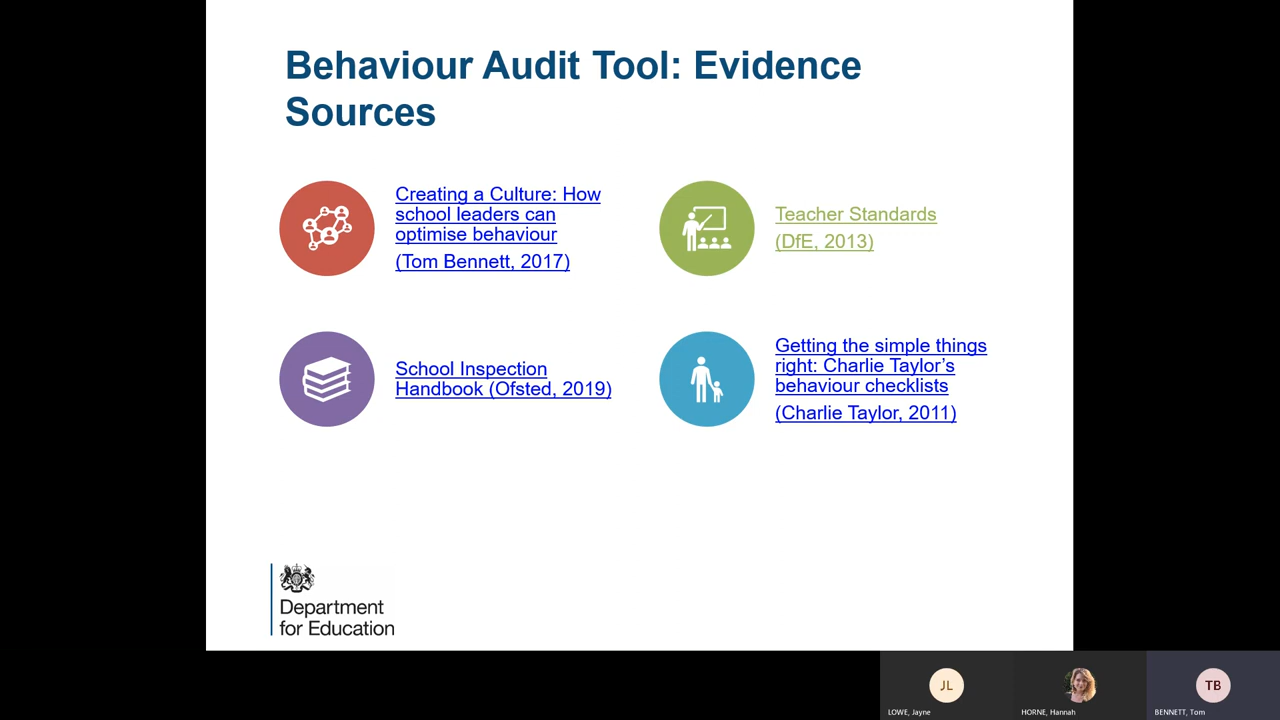 Behaviour Audit Tool: Evidence
Sources
Creating a Culture: How
school leaders can
optimise behaviour
(Tom Bennett, 2017)
Teacher Standards
(DfE, 2013)
School Inspection
Handbook (Ofsted, 2019)
Getting the simple things
right: Charlie Taylor’s
behaviour checklists
(Charlie Taylor, 2011)
Department
for Education
JL
LOWE, Jayne
HORNE, Hannah
TB
BENNETT, Tom